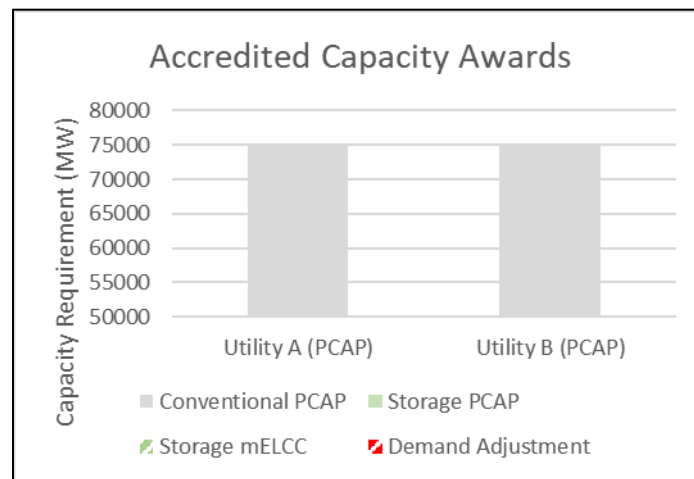 Accredited Capacity Awards
Capacity Requirement (MW)
80000
75000
70000
65000
60000
55000
50000
Utility A (PCAP) Utility B (PCAP)
Conventional PCAP Storage PCAP
Storage mELCC Demand Adjustment